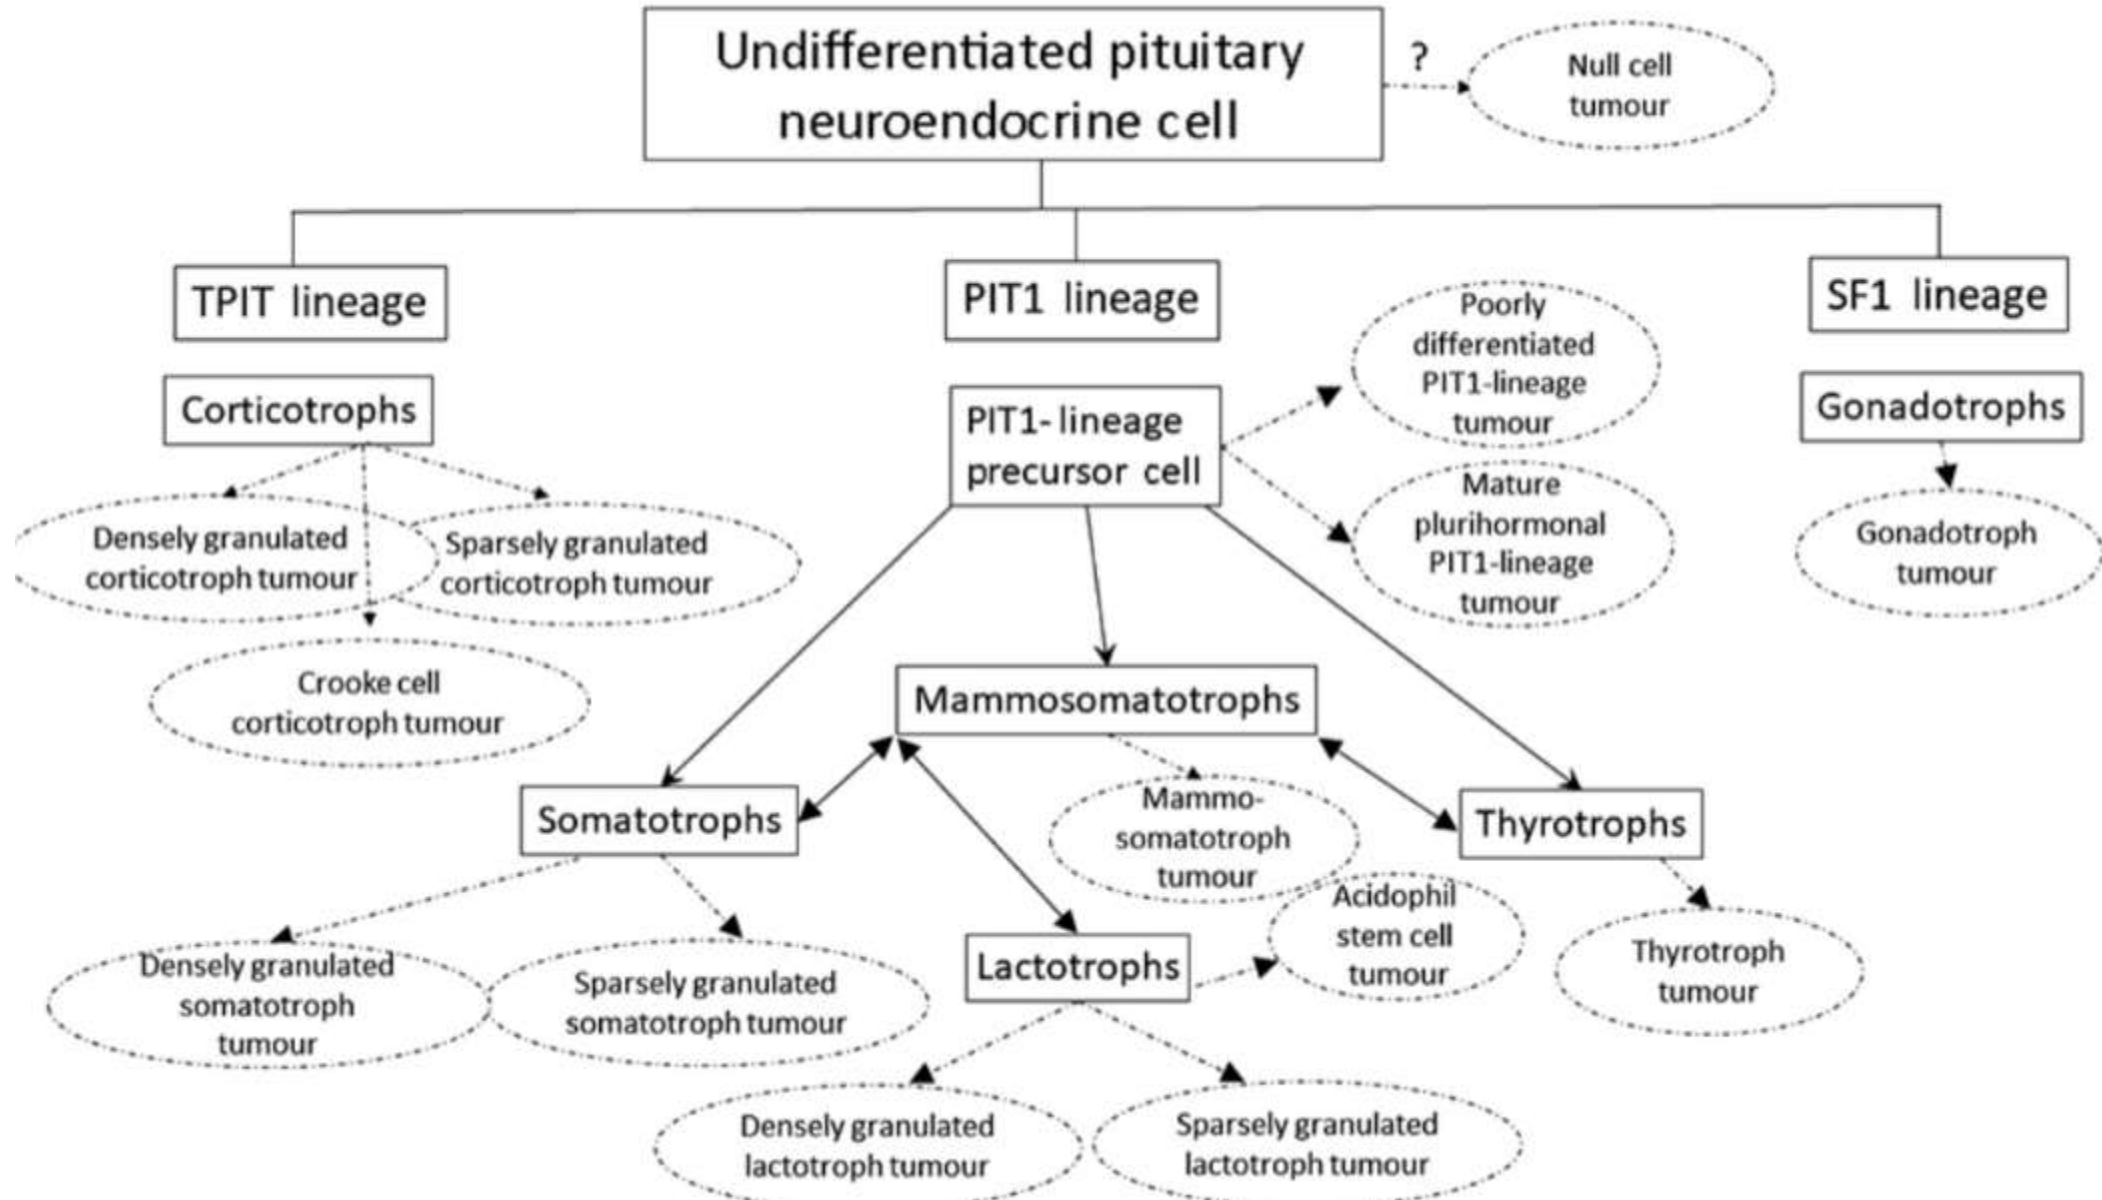 Undifferentiated pituitary
neuroendocrine cell
?
Null cell
tumour
TPIT lineage
PIT1 lineage
SF1 lineage
Corticotrophs
Densely granulated
corticotroph tumour
Sparsely granulated
corticotroph tumour
Crooke cell
corticotroph tumour
PIT1- lineage
precursor cell
Poorly
differentiated
PIT1-lineage
tumour
Mature
plurihormonal
PIT1-lineage
tumour
Gonadotrophs
Gonadotroph
tumour
Mammosomatotrophs
Mammo-
somatotroph
tumour
Somatotrophs
Densely granulated
somatotroph
tumour
Sparsely granulated
somatotroph tumour
Lactotrophs
Acidophil
stem cell
tumour
Densely granulated
lactotroph tumour
Sparsely granulated
lactotroph tumour
Thyrotrophs
Thyrotroph
tumour